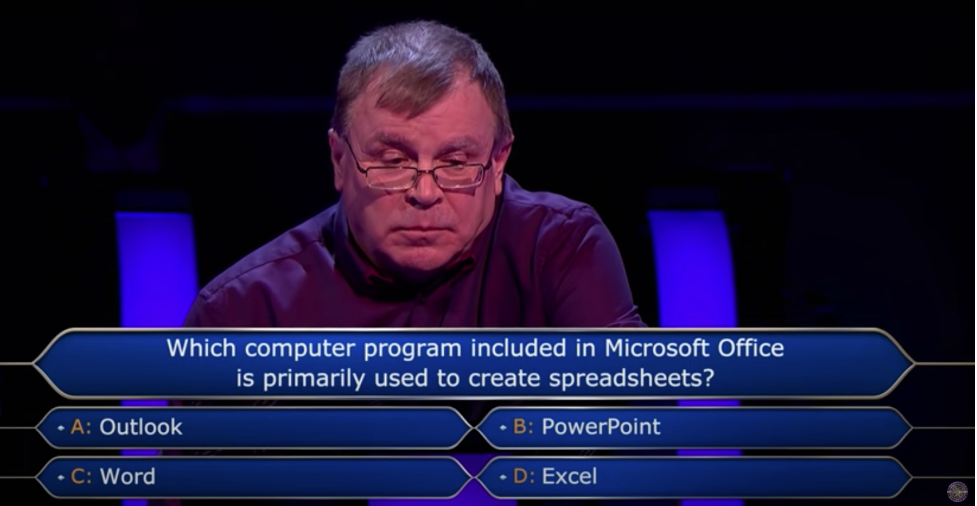 Which computer program included in Microsoft Office
is primarily used to create spreadsheets?
A: Outlook
B: PowerPoint
C: Word
D: Excel